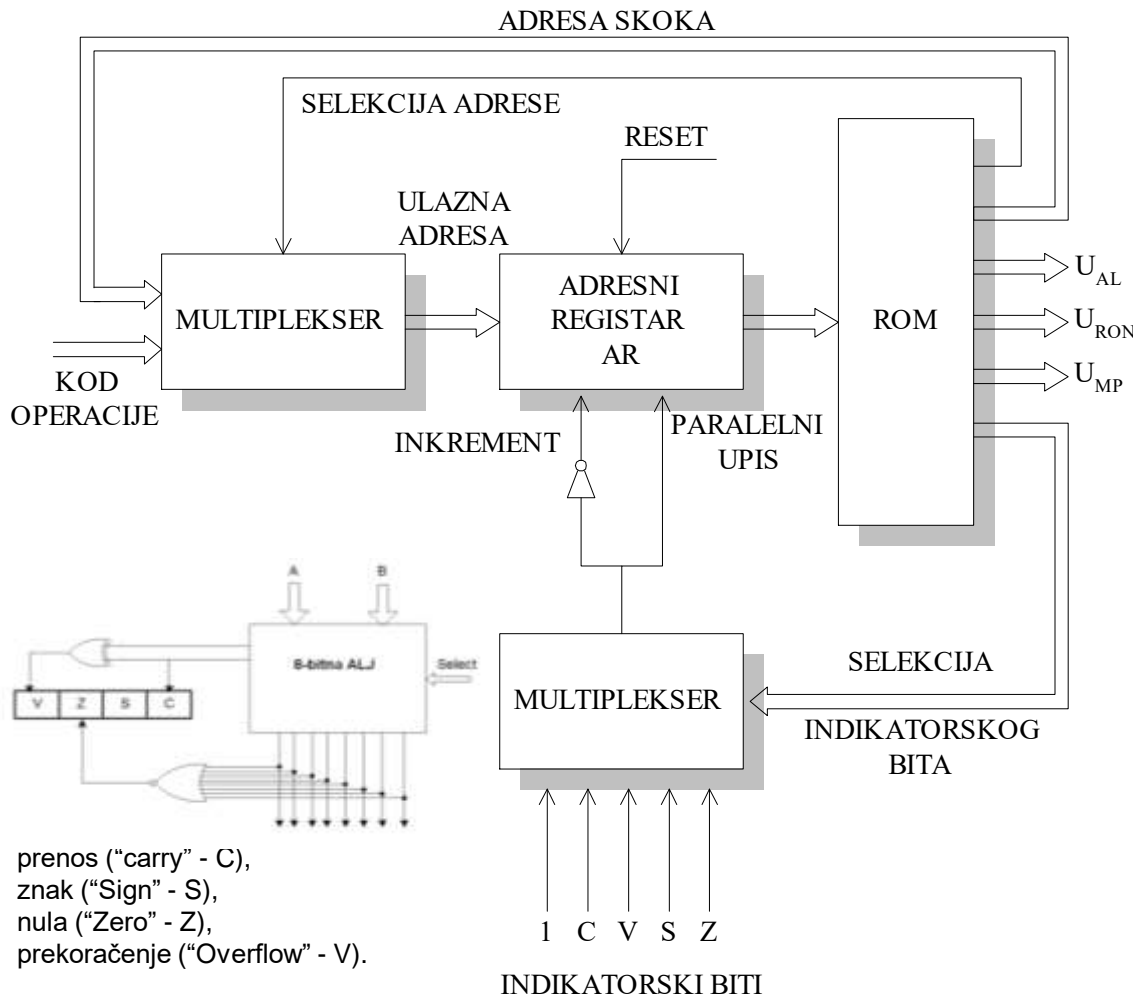 ADRESA SKOKA
SELEKCIJA ADRESE
RESET
ULAZNA
ADRESA
MULTIPLEKSER
ADRESNI
REGISTAR
AR
ROM
U_AL
U_RON
U_MP
KOD
OPERACIJE
INKREMENT
PARALELNI
UPIS
A
B
8-bitna ALJ
Select
V Z S C
MULTIPLEKSER
SELEKCIJA
INDIKATORSKOG
BITA
prenos (“carry” - C),
znak (“Sign” - S),
nula (“Zero” - Z),
prekoračenje (“Overflow” - V).
1 C V S Z
INDIKATORSKI BITI